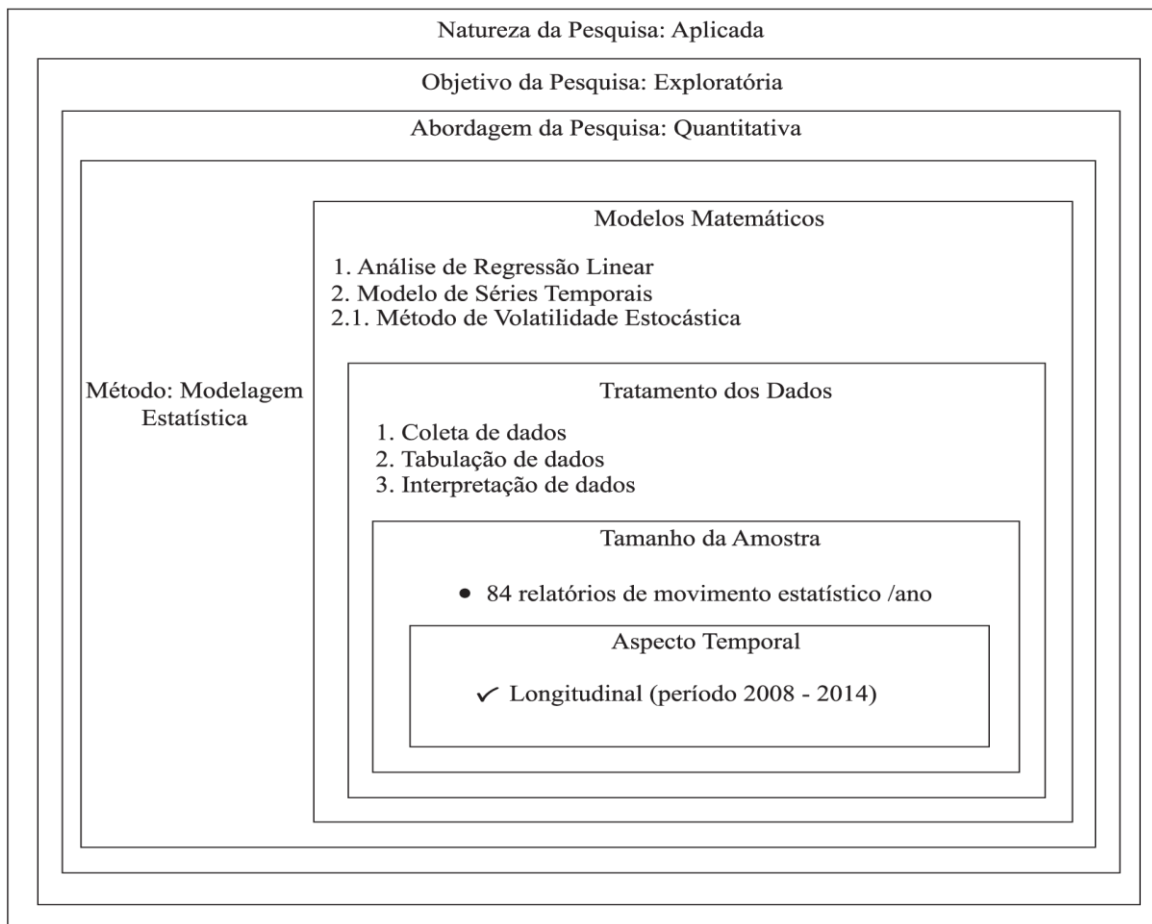 Natureza da Pesquisa: Aplicada
Objetivo da Pesquisa: Exploratória
Abordagem da Pesquisa: Quantitativa
Método: Modelagem
Estatística
Modelos Matemáticos
1. Análise de Regressão Linear
2. Modelo de Séries Temporais
2.1. Método de Volatilidade Estocástica
Tratamento dos Dados
1. Coleta de dados
2. Tabulação de dados
3. Interpretação de dados
Tamanho da Amostra
• 84 relatórios de movimento estatístico /ano
Aspecto Temporal
✓ Longitudinal (período 2008 - 2014)